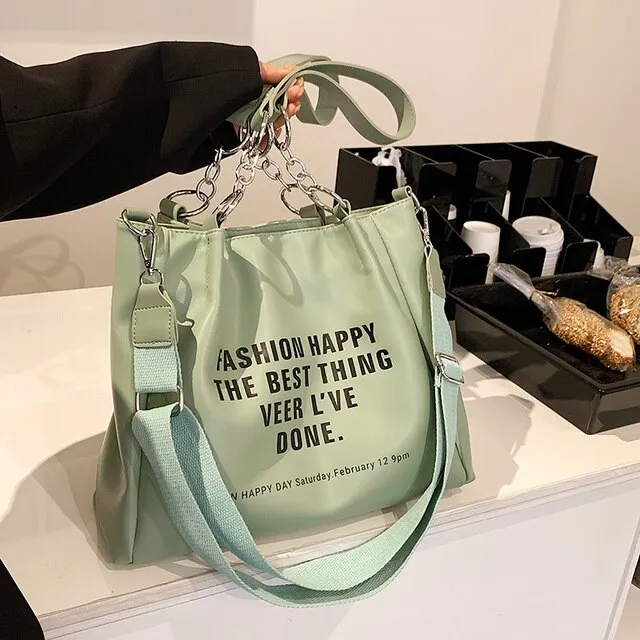 FASHION HAPPY
THE BEST THING
VEER L'VE
DONE.
HAPPY DAY Saturday.February 12 9pm